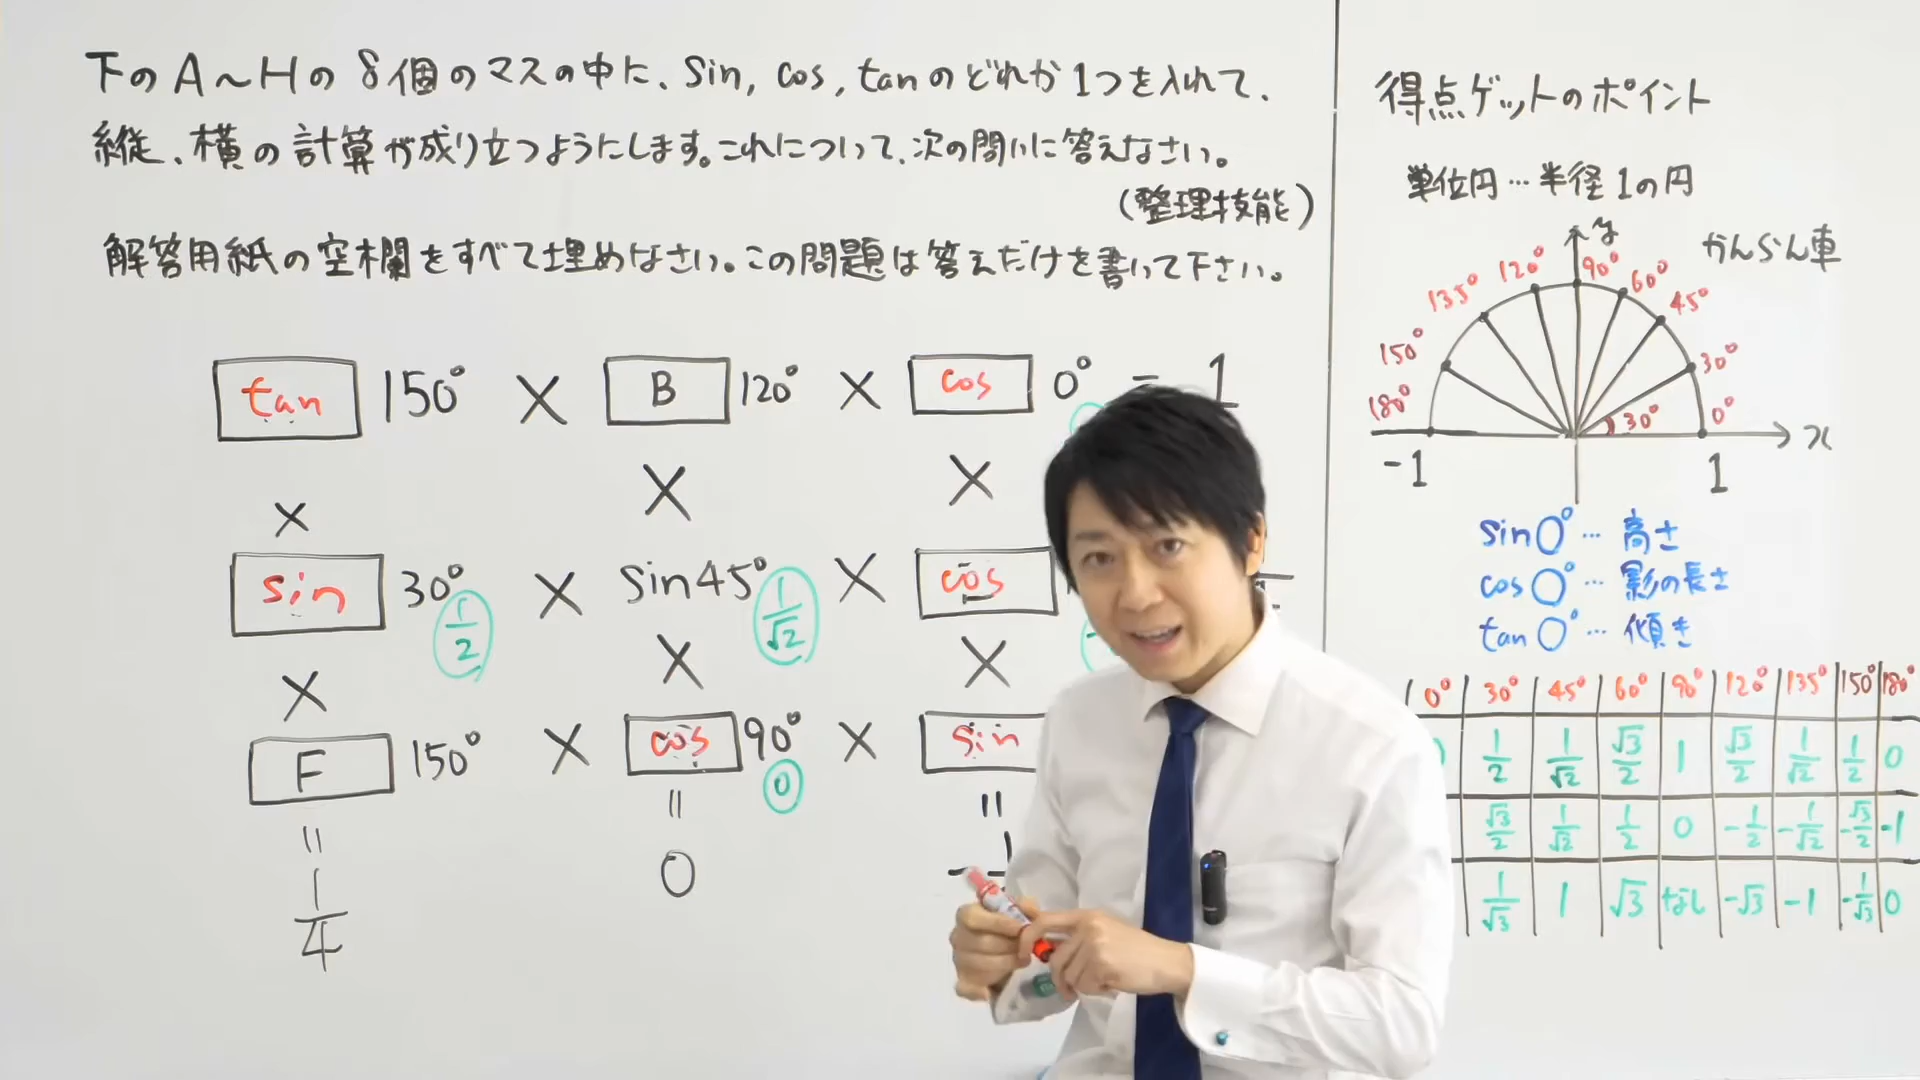 下のA～Hの8個のマスの中に、sin, cos, tanのどれか1つを入れて、
縦、横の計算が成り立つようにします。これについて、次の問いに答えなさい。
(整理技能)
解答用紙の空欄をすべて埋めなさい。この問題は答えだけを書いて下さい。
tan 150° × B 120° × cos 0° = 1
× × ×
sin 30° × sin45° × cos
1/2 1/√2
× × ×
F 150° × cos 90° × sin
0
= = =
1/4 0
得点ゲットのポイント
単位円…半径1の円
y
かんらん車
180° 150° 135° 120° 90° 60° 45° 30° 0°
30°
-1 1 x
sin○°… 高さ
cos○°… 影の長さ
tan○°… 傾き
0° 30° 45° 60° 90° 120° 135° 150° 180°
1/2 1/√2 √3/2 1 √3/2 1/√2 1/2 0
√3/2 1/√2 1/2 0 -1/2 -1/√2 -√3/2 -1
1/√3 1 √3 なし -√3 -1 -1/√3 0